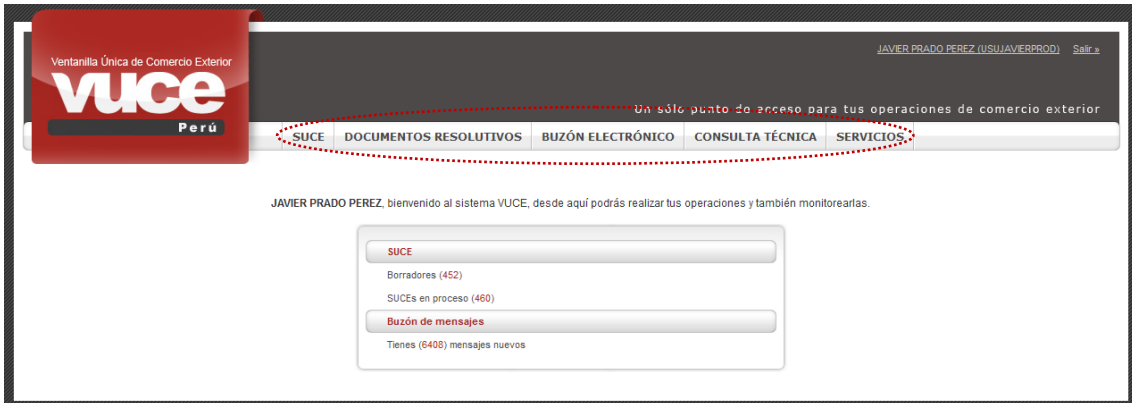 JAVIER PRADO PEREZ (USUJAVIERPROD) Salir »
Ventanilla Única de Comercio Exterior
vuce
Perú
Un sólo punto de acceso para tus operaciones de comercio exterior
SUCE DOCUMENTOS RESOLUTIVOS BUZÓN ELECTRÓNICO CONSULTA TÉCNICA SERVICIOS
JAVIER PRADO PEREZ, bienvenido al sistema VUCE, desde aquí podrás realizar tus operaciones y también monitorearlas.
SUCE
Borradores (452)
SUCEs en proceso (460)
Buzón de mensajes
Tienes (6408) mensajes nuevos